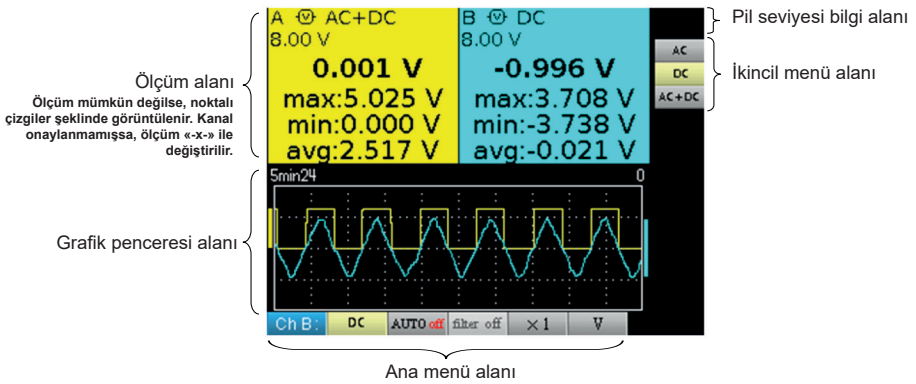 A V AC+DC
8.00 V
0.001 V
max:5.025 V
min:0.000 V
avg:2.517 V
B V DC
8.00 V
-0.996 V
max:3.708 V
min:-3.738 V
avg:-0.021 V
Pil seviyesi bilgi alanı
AC
DC
AC+DC
İkincil menü alanı
Ölçüm alanı
Ölçüm mümkün değilse, noktalı
çizgiler şeklinde görüntülenir. Kanal
onaylanmamışsa, ölçüm «-x-» ile
değiştirilir.
5min24 0
Grafik penceresi alanı
Ch B: DC AUTO off filter off ×1 V
Ana menü alanı